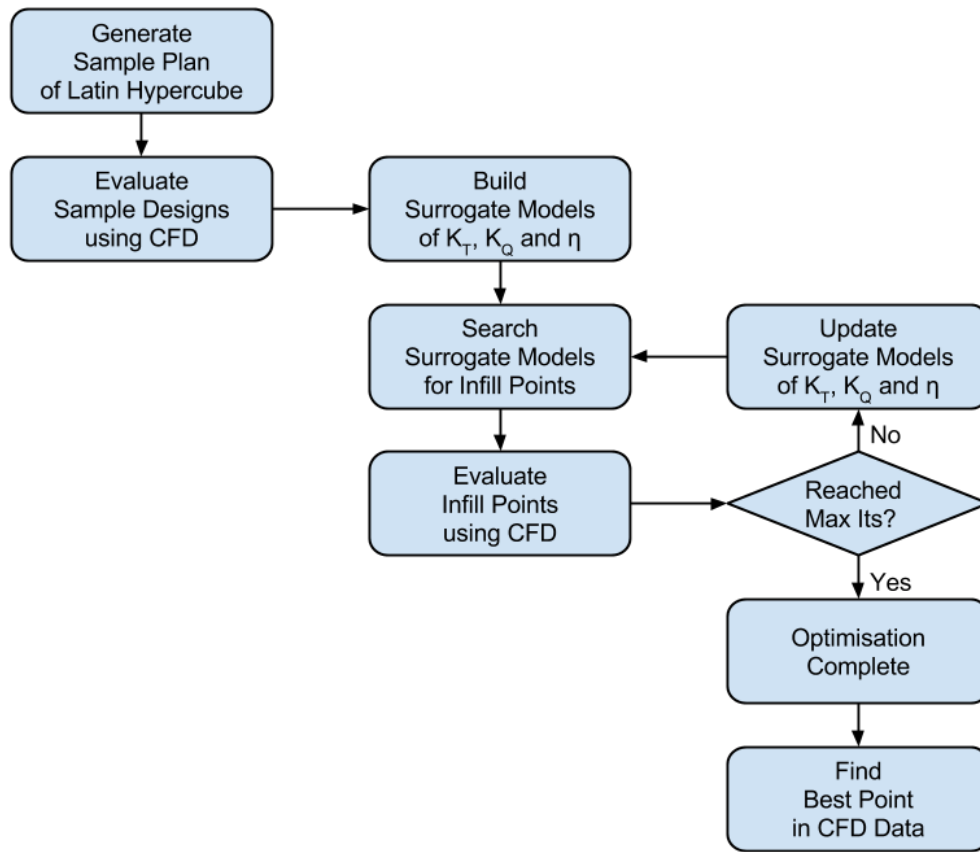 Generate
Sample Plan
of Latin Hypercube
Evaluate
Sample Designs
using CFD
Build
Surrogate Models
of K_T, K_Q and η
Search
Surrogate Models
for Infill Points
Update
Surrogate Models
of K_T, K_Q and η
No
Evaluate
Infill Points
using CFD
Reached
Max Its?
Yes
Optimisation
Complete
Find
Best Point
in CFD Data